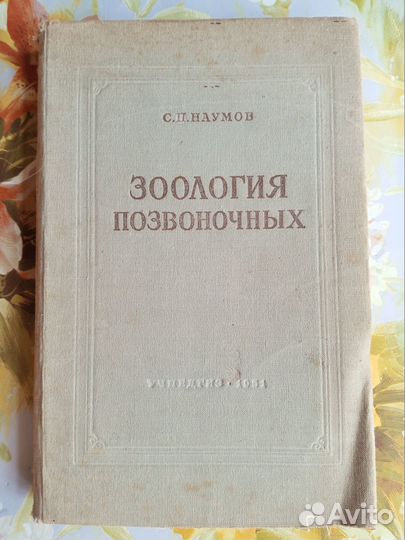 С.П.НАУМОВ
ЗООЛОГИЯ
ПОЗВОНОЧНЫХ
УЧПЕДГИЗ · 1951
Avito